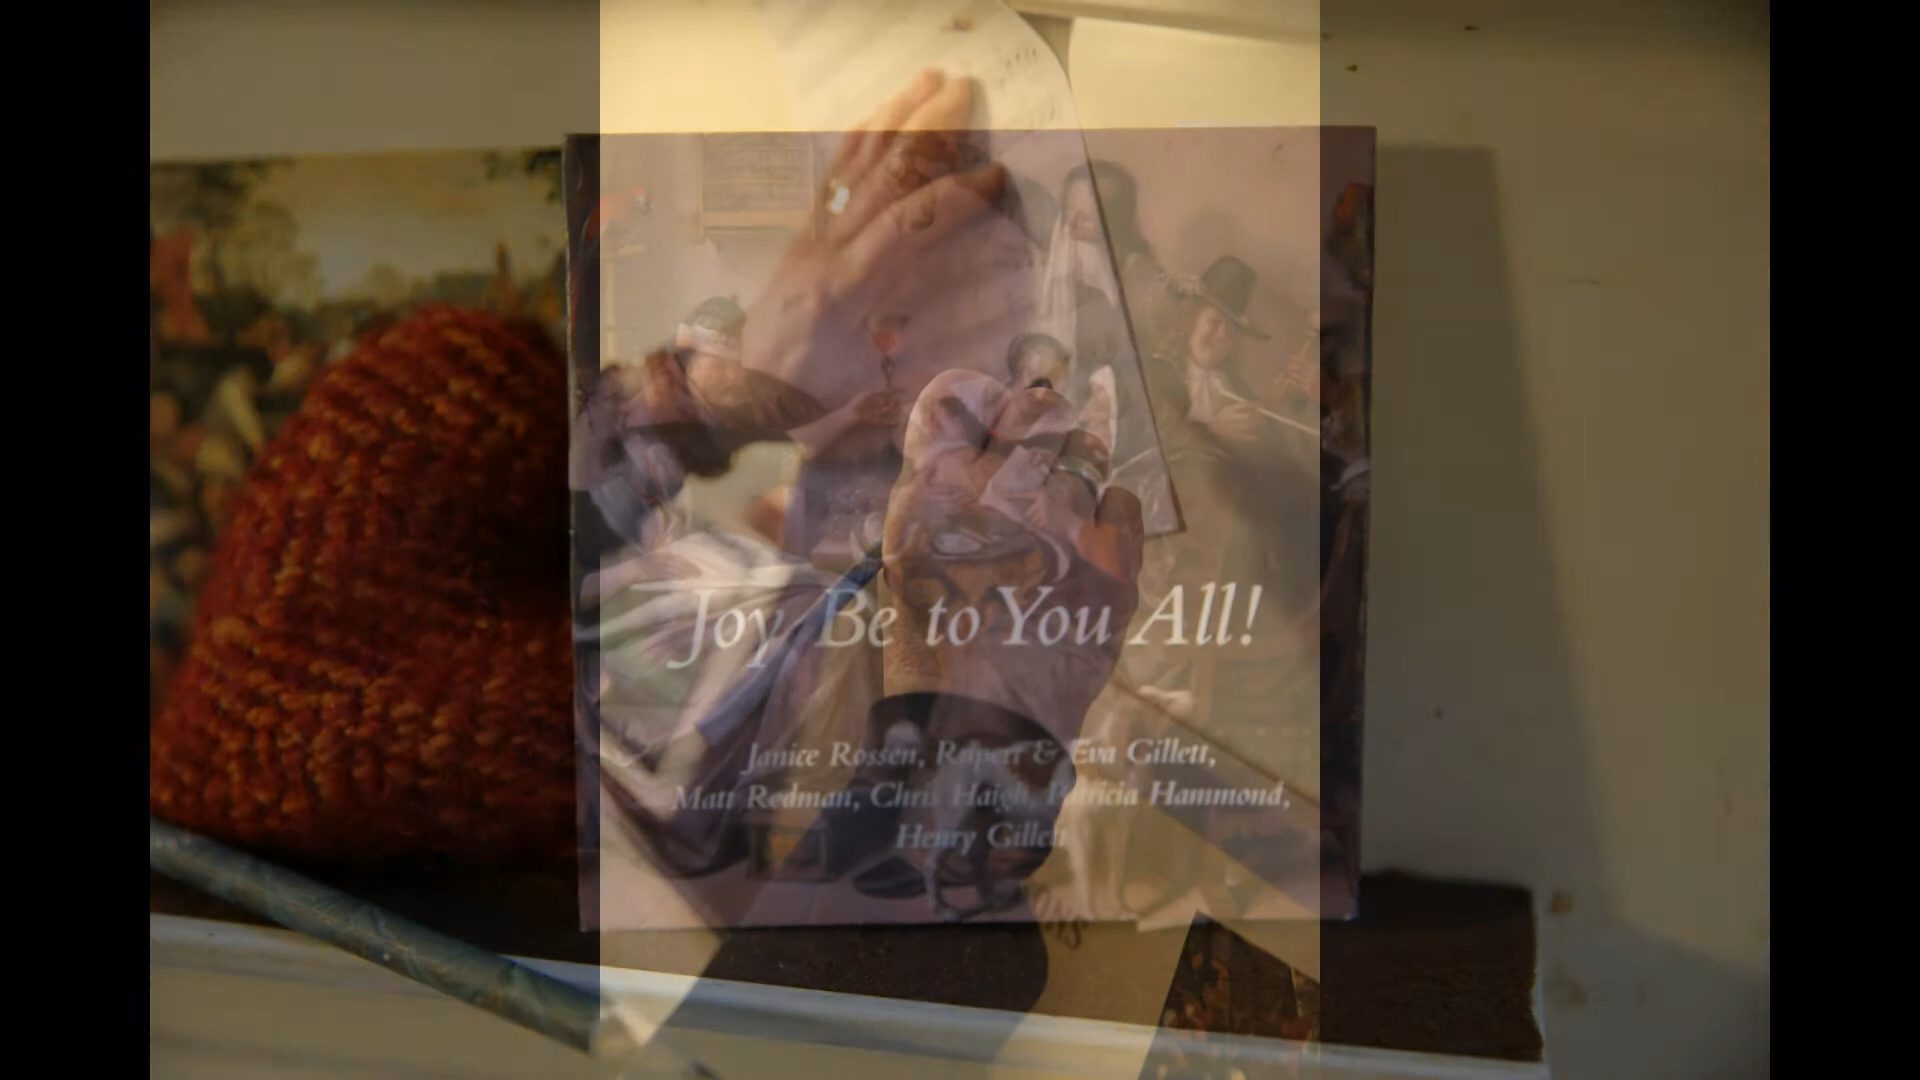 Joy Be to You All!
Janice Rossen, Rupert & Eva Gillett,
Matt Redman, Chris Haigh, Patricia Hammond,
Henry Gillett